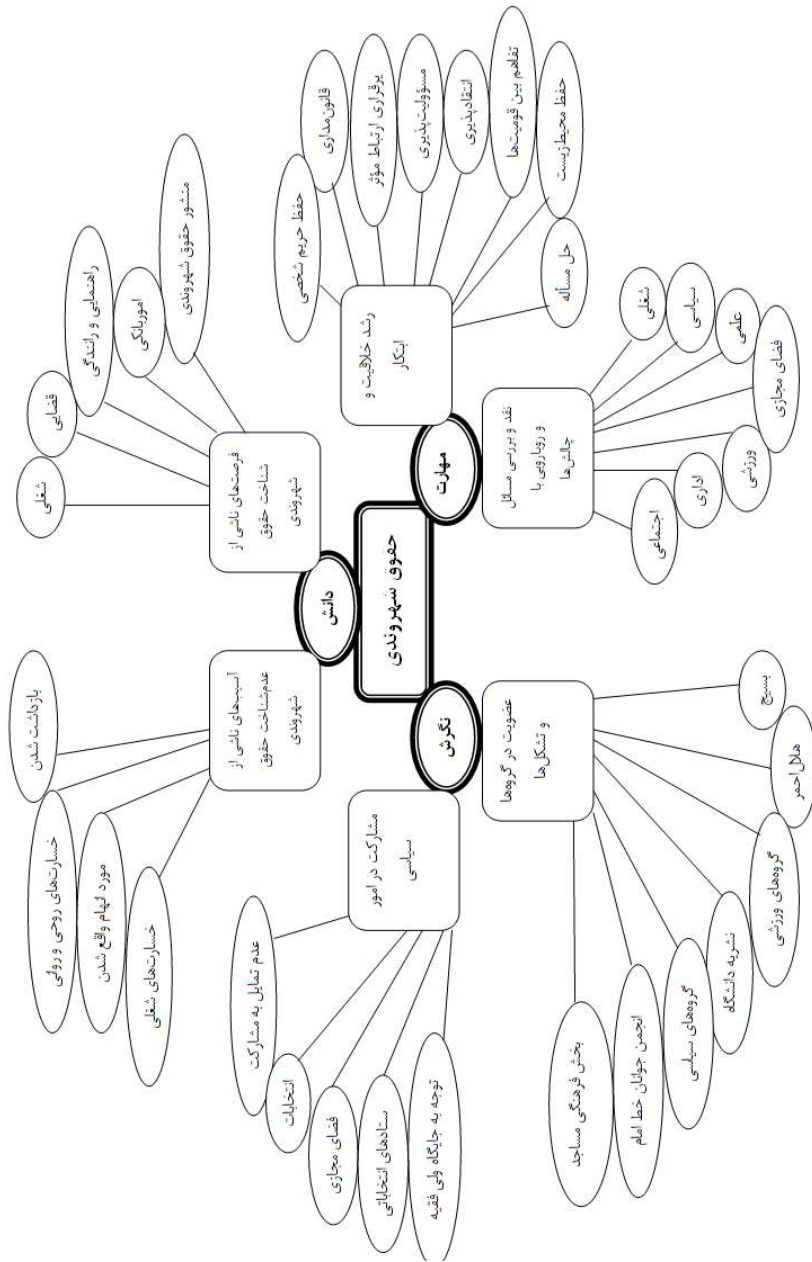 حقوق شهروندی
دانش
فرصت‌های ناشی از
شناخت حقوق
شهروندی
منشور حقوق شهروندی
اموربانکی
راهنمایی و رانندگی
قضایی
شغلی
آسیب‌های ناشی از
عدم‌شناخت حقوق
شهروندی
بازداشت شدن
خسارت‌های روحی و روانی
مورد اتهام واقع شدن
خسارت‌های شغلی
مهارت
رشد خلاقیت و
ابتکار
حفظ حریم شخصی
قانون‌مداری
برقراری ارتباط مؤثر
مسؤولیت‌پذیری
انتقادپذیری
تفاهم بین قومیت‌ها
حفظ محیط‌زیست
حل مسأله
نقد و بررسی مسائل
و رویارویی با
چالش‌ها
شغلی
سیاسی
علمی
فضای مجازی
ورزشی
اداری
اجتماعی
نگرش
مشارکت در امور
سیاسی
عدم تمایل به مشارکت
انتخابات
فضای مجازی
ستادهای انتخاباتی
توجه به جایگاه ولی فقیه
عضویت در گروه‌ها
و تشکل‌ها
بسیج
هلال‌احمر
گروه‌های ورزشی
نشریه دانشگاه
گروه‌های سیاسی
انجمن جوانان خط امام
بخش فرهنگی مساجد